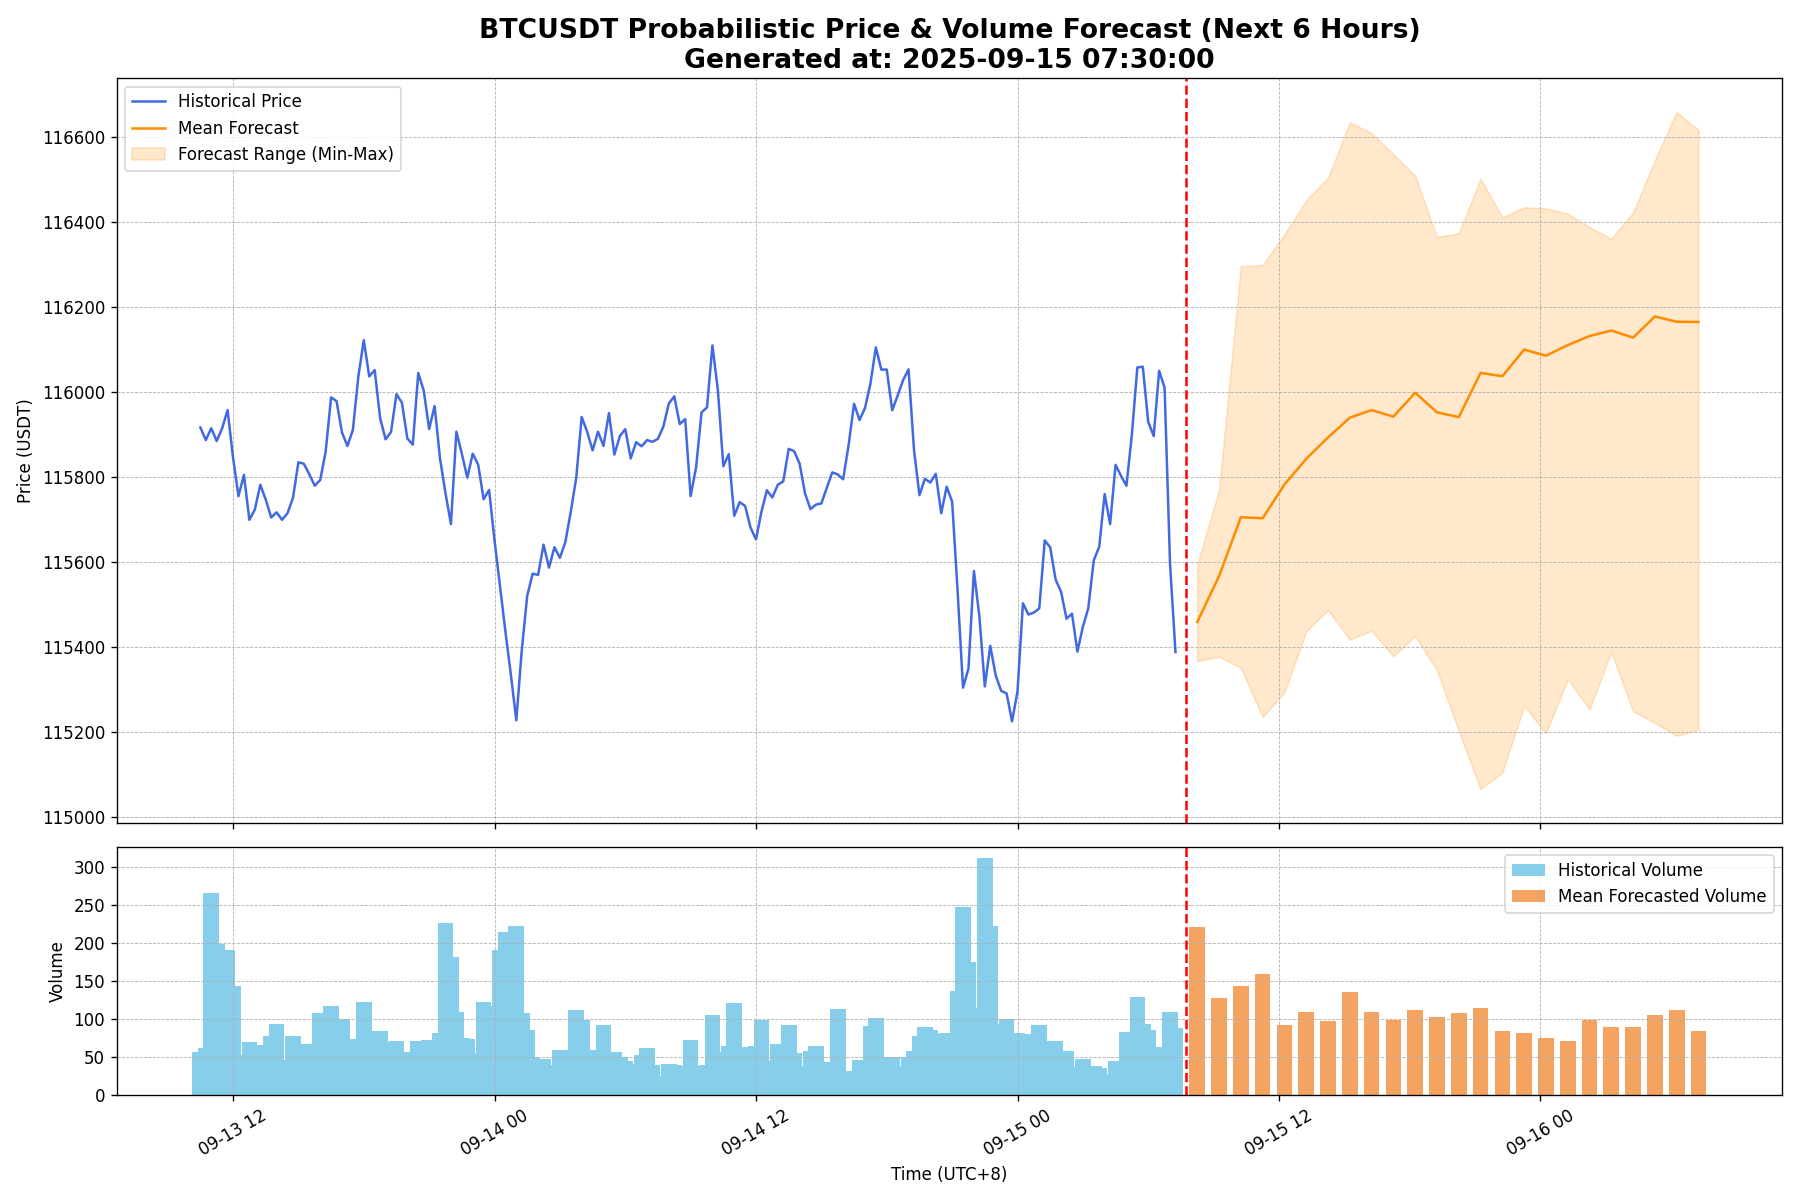 BTCUSDT Probabilistic Price & Volume Forecast (Next 6 Hours)
Generated at: 2025-09-15 07:30:00
Historical Price
Mean Forecast
Forecast Range (Min-Max)
116600
116400
116200
116000
115800
115600
115400
115200
115000
Price (USDT)
Historical Volume
Mean Forecasted Volume
300
250
200
150
100
50
0
Volume
09-13 12
09-14 00
09-14 12
09-15 00
09-15 12
09-16 00
Time (UTC+8)